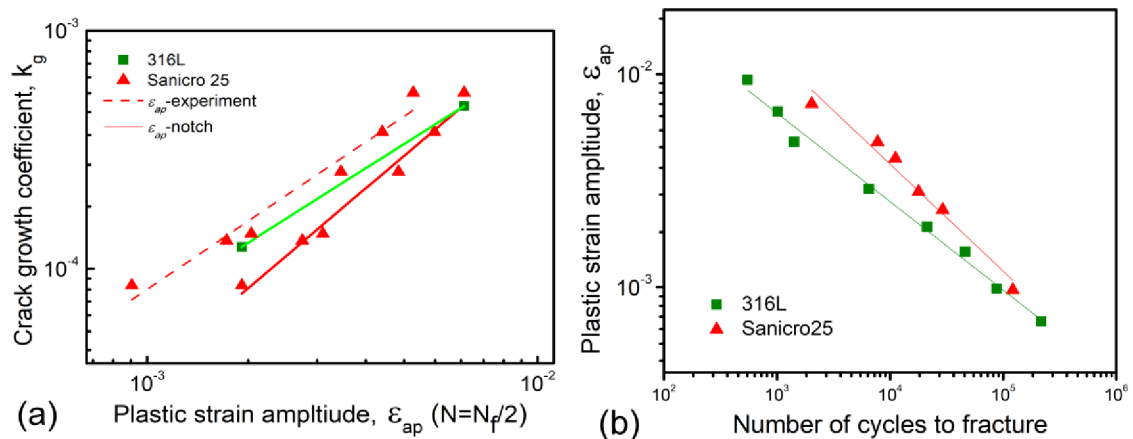 10⁻³
Crack growth coefficient, k_g
316L
Sanicro 25
ε_ap-experiment
ε_ap-notch
10⁻⁴
10⁻³
10⁻²
(a)
Plastic strain ampltiude, ε_ap (N=N_f/2)
Plastic strain ampltiude, ε_ap
10⁻²
10⁻³
316L
Sanicro25
10²
10³
10⁴
10⁵
10⁶
(b)
Number of cycles to fracture